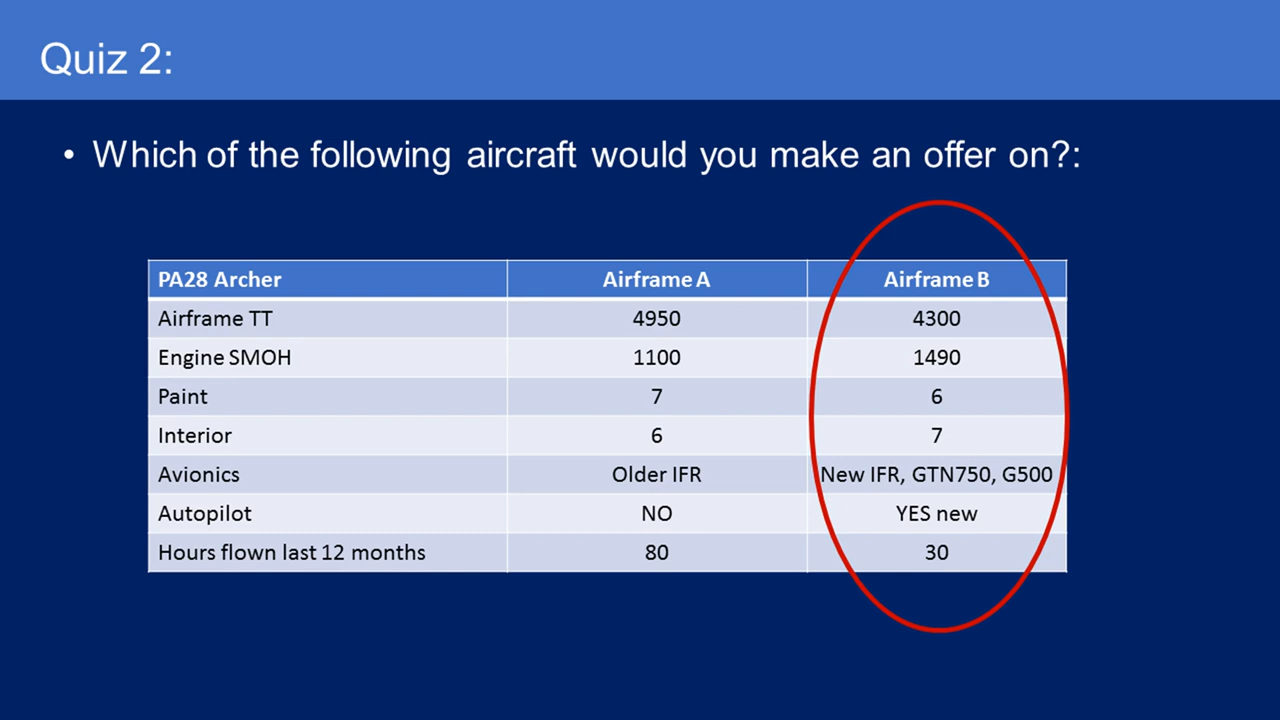 Quiz 2:
• Which of the following aircraft would you make an offer on?:
PA28 Archer Airframe A Airframe B
Airframe TT 4950 4300
Engine SMOH 1100 1490
Paint 7 6
Interior 6 7
Avionics Older IFR New IFR, GTN750, G500
Autopilot NO YES new
Hours flown last 12 months 80 30